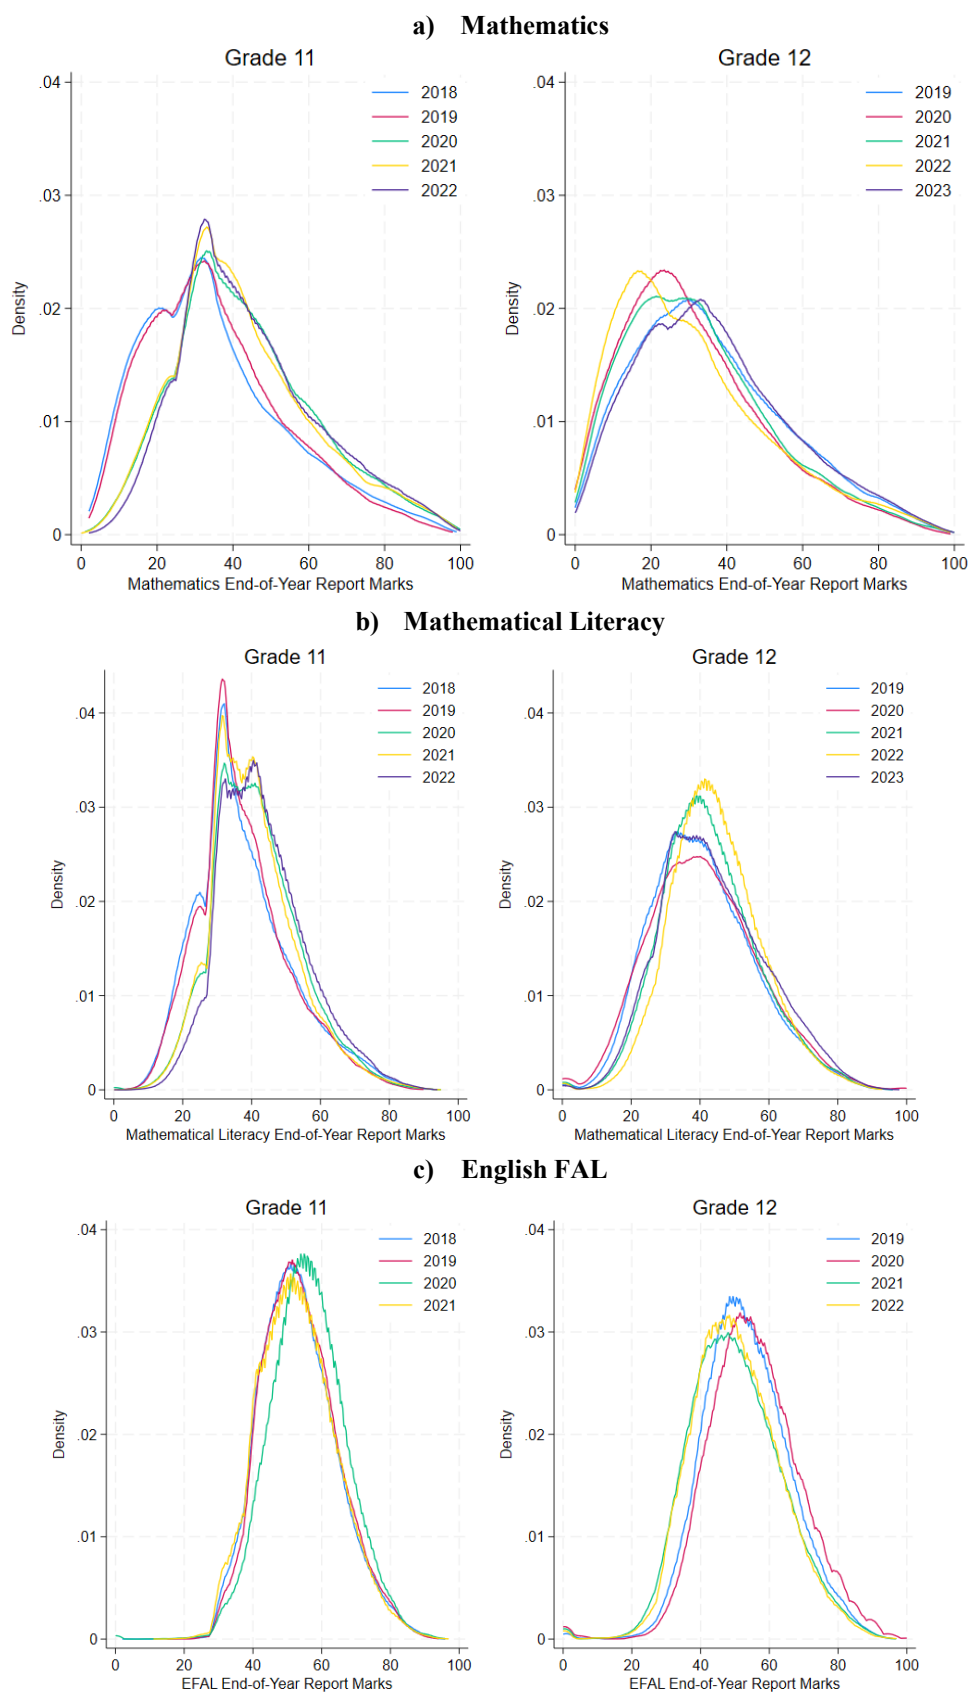 a) Mathematics
Grade 11
Grade 12
.04
.03
.02
.01
0
Density
2018
2019
2020
2021
2022
0 20 40 60 80 100
Mathematics End-of-Year Report Marks
.04
.03
.02
.01
0
Density
2019
2020
2021
2022
2023
0 20 40 60 80 100
Mathematics End-of-Year Report Marks
b) Mathematical Literacy
Grade 11
Grade 12
.04
.03
.02
.01
0
Density
2018
2019
2020
2021
2022
0 20 40 60 80 100
Mathematical Literacy End-of-Year Report Marks
.04
.03
.02
.01
0
Density
2019
2020
2021
2022
2023
0 20 40 60 80 100
Mathematical Literacy End-of-Year Report Marks
c) English FAL
Grade 11
Grade 12
.04
.03
.02
.01
0
Density
2018
2019
2020
2021
0 20 40 60 80 100
EFAL End-of-Year Report Marks
.04
.03
.02
.01
0
Density
2019
2020
2021
2022
0 20 40 60 80 100
EFAL End-of-Year Report Marks